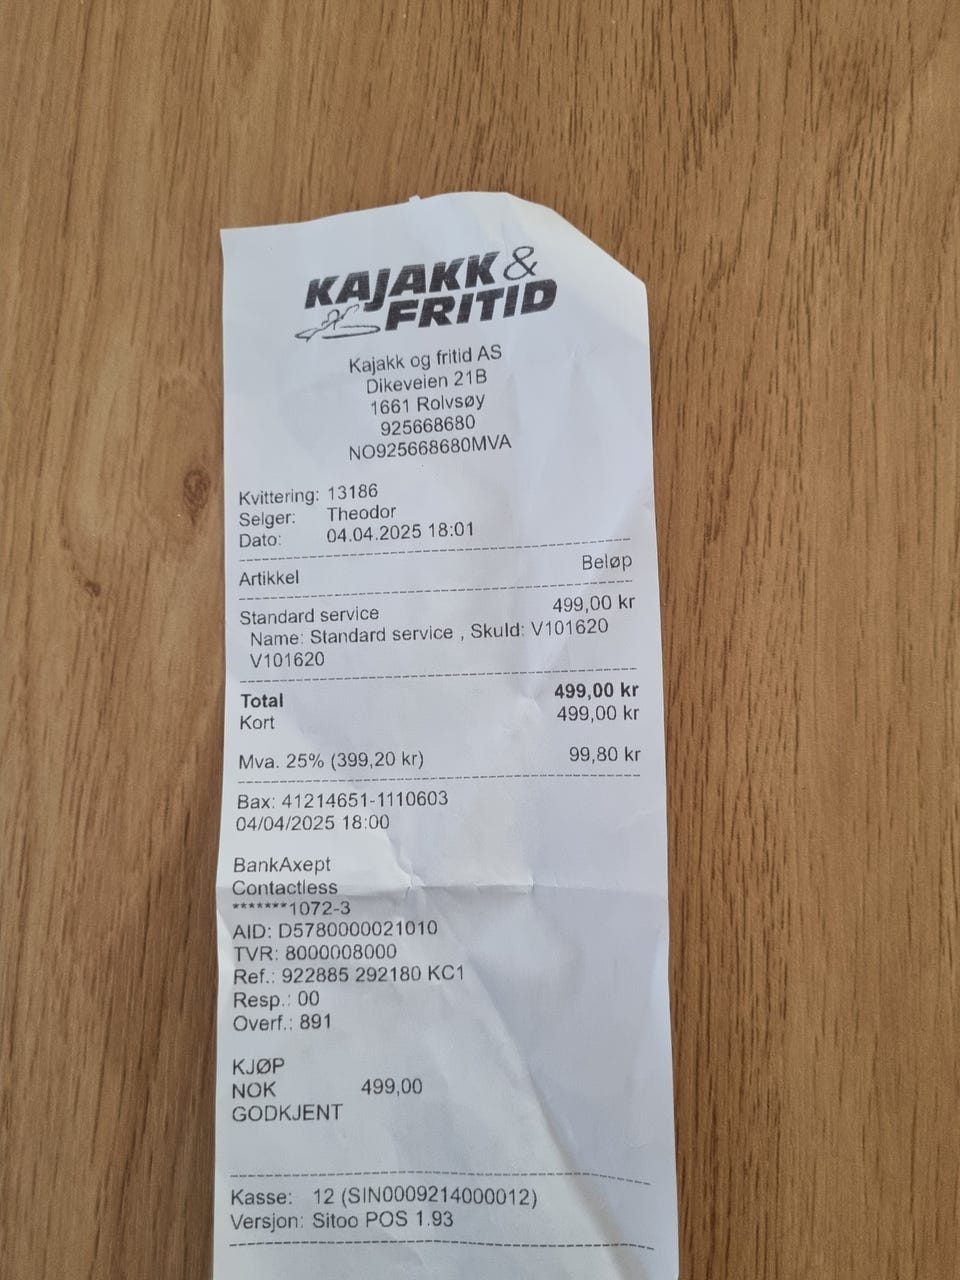 KAJAKK &
FRITID
Kajakk og fritid AS
Dikeveien 21B
1661 Rolvsøy
925668680
NO925668680MVA
Kvittering: 13186
Selger: Theodor
Dato: 04.04.2025 18:01
Artikkel Beløp
Standard service 499,00 kr
Name: Standard service , SkuId: V101620
V101620
Total 499,00 kr
Kort 499,00 kr
Mva. 25% (399,20 kr) 99,80 kr
Bax: 41214651-1110603
04/04/2025 18:00
BankAxept
Contactless
*******1072-3
AID: D5780000021010
TVR: 8000008000
Ref.: 922885 292180 KC1
Resp.: 00
Overf.: 891
KJØP
NOK 499,00
GODKJENT
Kasse: 12 (SIN0009214000012)
Versjon: Sitoo POS 1.93